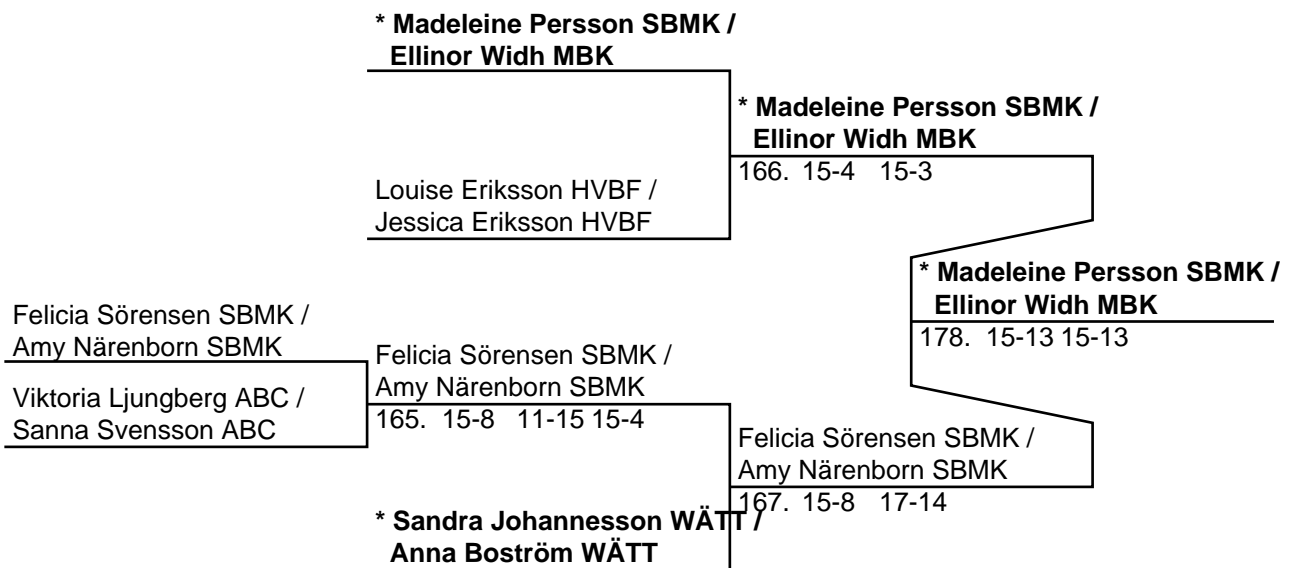 * Madeleine Persson SBMK /
Ellinor Widh MBK
* Madeleine Persson SBMK /
Ellinor Widh MBK
166. 15-4 15-3
Louise Eriksson HVBF /
Jessica Eriksson HVBF
* Madeleine Persson SBMK /
Ellinor Widh MBK
178. 15-13 15-13
Felicia Sörensen SBMK /
Amy Närenborn SBMK
Felicia Sörensen SBMK /
Amy Närenborn SBMK
165. 15-8 11-15 15-4
Viktoria Ljungberg ABC /
Sanna Svensson ABC
Felicia Sörensen SBMK /
Amy Närenborn SBMK
167. 15-8 17-14
* Sandra Johannesson WÄTT /
Anna Boström WÄTT